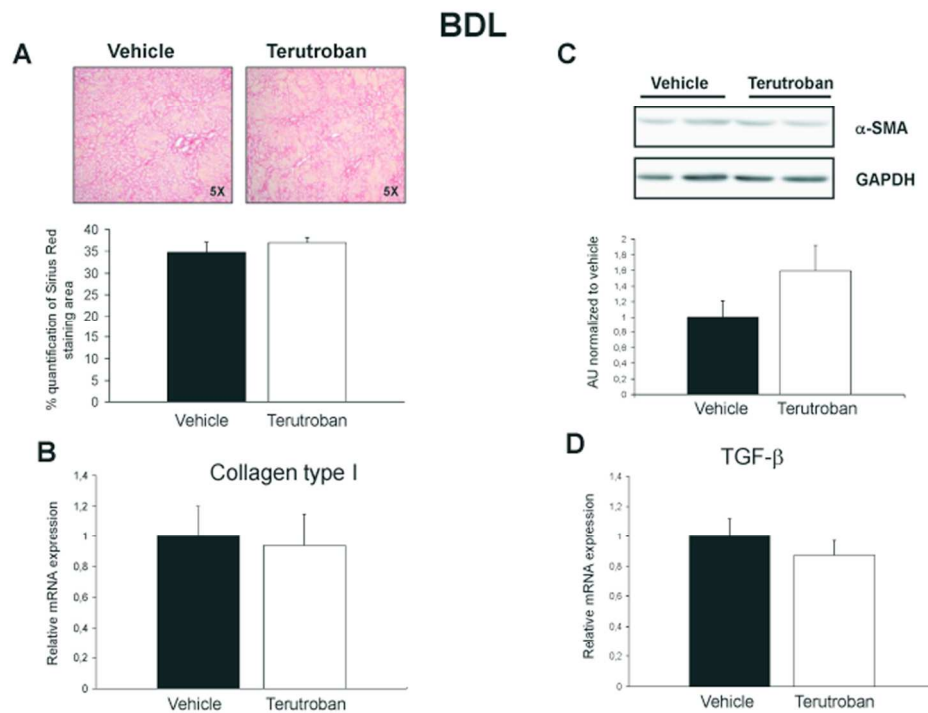 BDL
A
Vehicle
Terutroban
5X
5X
% quantification of Sirius Red
staining area
40
35
30
25
20
15
10
5
0
Vehicle
Terutroban
B
Collagen type I
Relative mRNA expression
1,4
1,2
1
0,8
0,6
0,4
0,2
0
Vehicle
Terutroban
C
Vehicle
Terutroban
α-SMA
GAPDH
AU normalized to vehicle
2
1,8
1,6
1,4
1,2
1
0,8
0,6
0,4
0,2
0
Vehicle
Terutroban
D
TGF-β
Relative mRNA expression
1,4
1,2
1
0,8
0,6
0,4
0,2
0
Vehicle
Terutroban